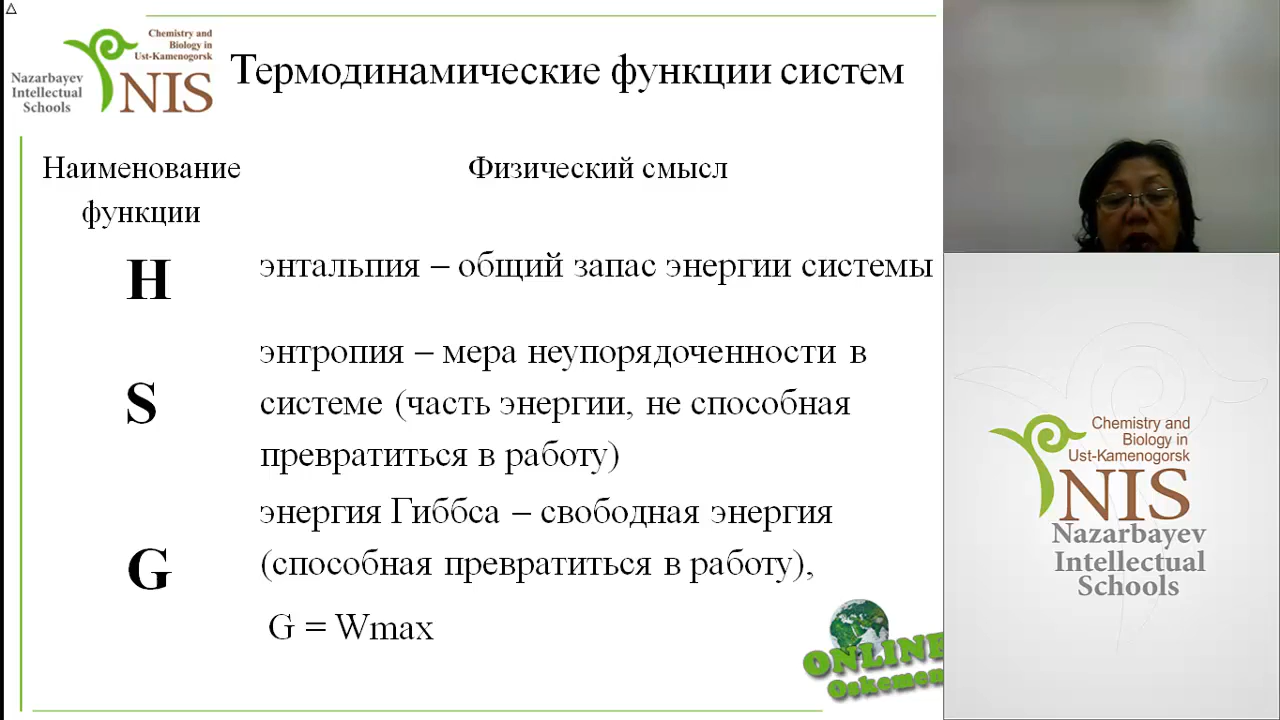 Chemistry and
Biology in
Ust-Kamenogorsk
Nazarbayev
Intellectual
Schools
NIS
Термодинамические функции систем
Наименование
функции
Физический смысл
H
энтальпия – общий запас энергии системы
S
энтропия – мера неупорядоченности в
системе (часть энергии, не способная
превратиться в работу)
G
энергия Гиббса – свободная энергия
(способная превратиться в работу),
G = Wmax
ONLINE
Oskemen
Chemistry and
Biology in
Ust-Kamenogorsk
NIS
Nazarbayev
Intellectual
Schools